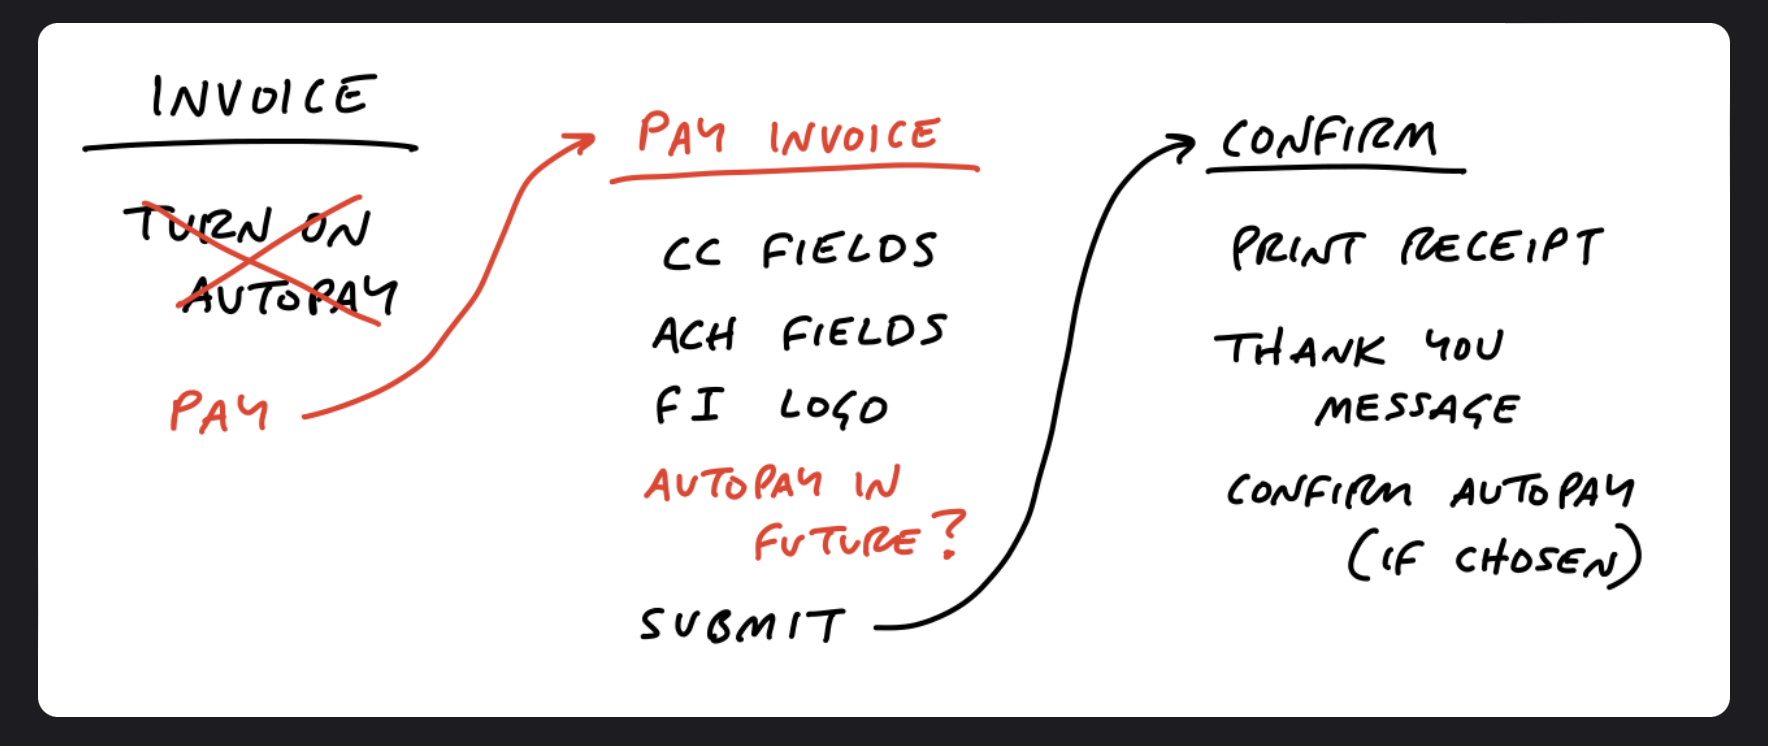 INVOICE
TURN ON
AUTOPAY
PAY
PAY INVOICE
CC FIELDS
ACH FIELDS
FI LOGO
AUTOPAY IN
FUTURE?
SUBMIT
CONFIRM
PRINT RECEIPT
THANK YOU
MESSAGE
CONFIRM AUTOPAY
(IF CHOSEN)